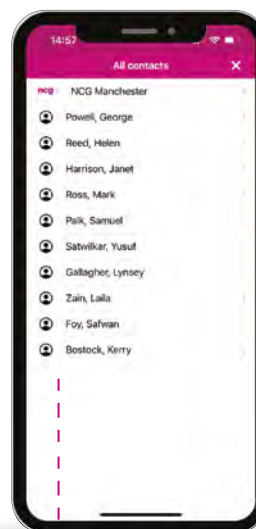 14:57
All contacts ×
ncg NCG Manchester
Powell, George
Reed, Helen
Harrison, Janet
Ross, Mark
Palk, Samuel
Satwilkar, Yusuf
Gallagher, Lynsey
Zain, Laila
Foy, Safwan
Bostock, Kerry